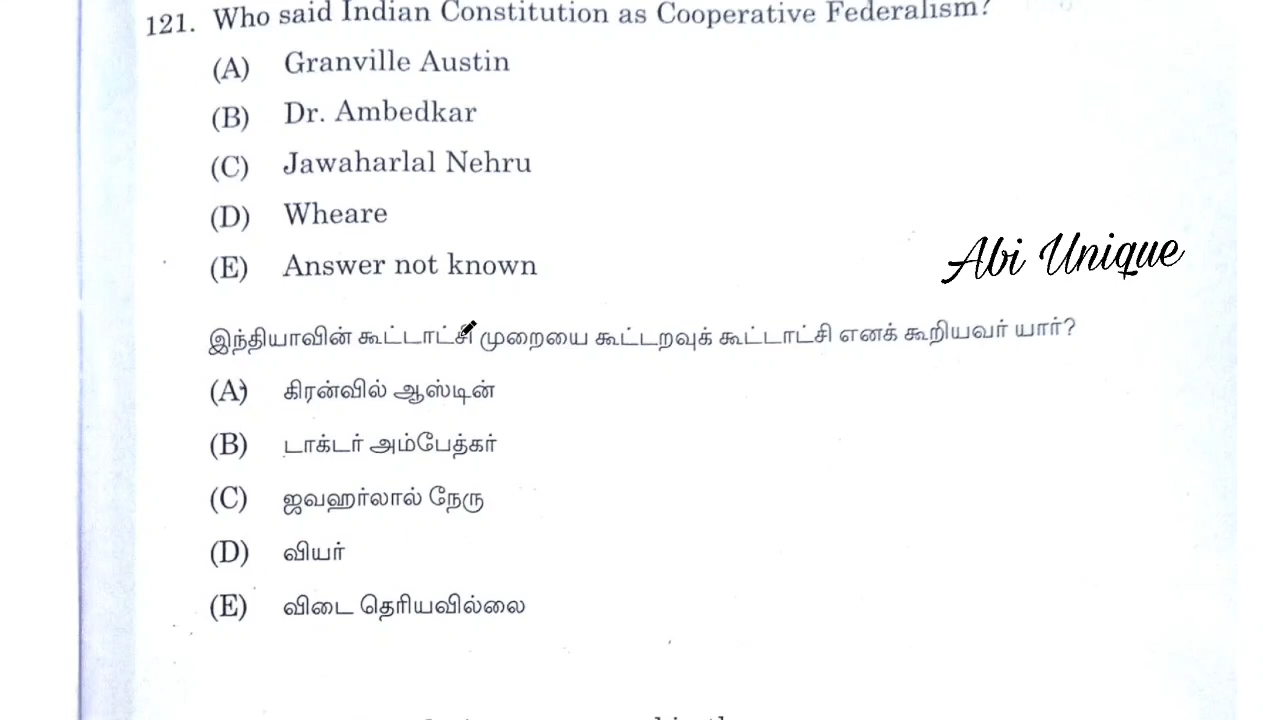 121. Who said Indian Constitution as Cooperative Federalism?
(A) Granville Austin
(B) Dr. Ambedkar
(C) Jawaharlal Nehru
(D) Wheare
(E) Answer not known
Abi Unique
இந்தியாவின் கூட்டாட்சி முறையை கூட்டறவுக் கூட்டாட்சி எனக் கூறியவர் யார்?
(A) கிரன்வில் ஆஸ்டின்
(B) டாக்டர் அம்பேத்கர்
(C) ஜவஹர்லால் நேரு
(D) வியர்
(E) விடை தெரியவில்லை